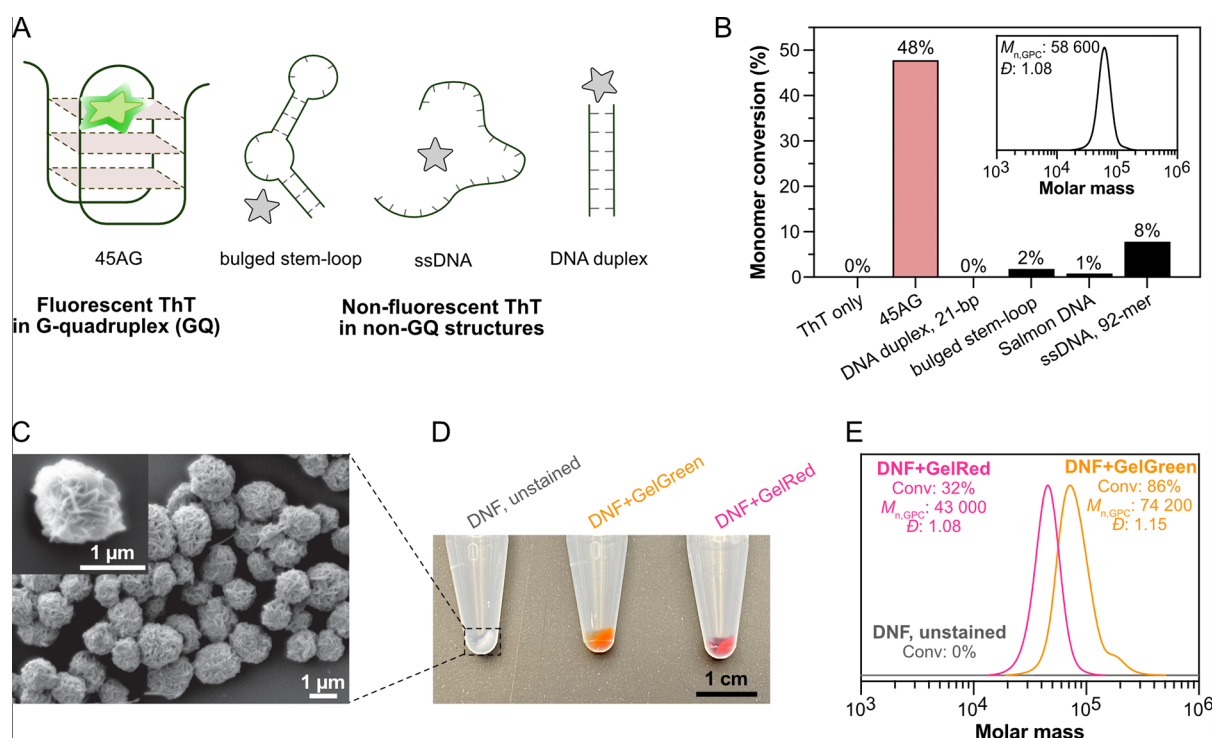 A
45AG
bulged stem-loop
ssDNA
DNA duplex
Fluorescent ThT
in G-quadruplex (GQ)
Non-fluorescent ThT
in non-GQ structures
B
Monomer conversion (%)
50
40
30
20
10
0
0%
48%
0%
2%
1%
8%
ThT only
45AG
DNA duplex, 21-bp
bulged stem-loop
Salmon DNA
ssDNA, 92-mer
Mn,GPC: 58 600
Đ: 1.08
10³ 10⁴ 10⁵ 10⁶
Molar mass
C
1 µm
1 µm
D
DNF, unstained
DNF+GelGreen
DNF+GelRed
1 cm
E
DNF+GelRed
Conv: 32%
Mn,GPC: 43 000
Đ: 1.08
DNF+GelGreen
Conv: 86%
Mn,GPC: 74 200
Đ: 1.15
DNF, unstained
Conv: 0%
10³ 10⁴ 10⁵ 10⁶
Molar mass